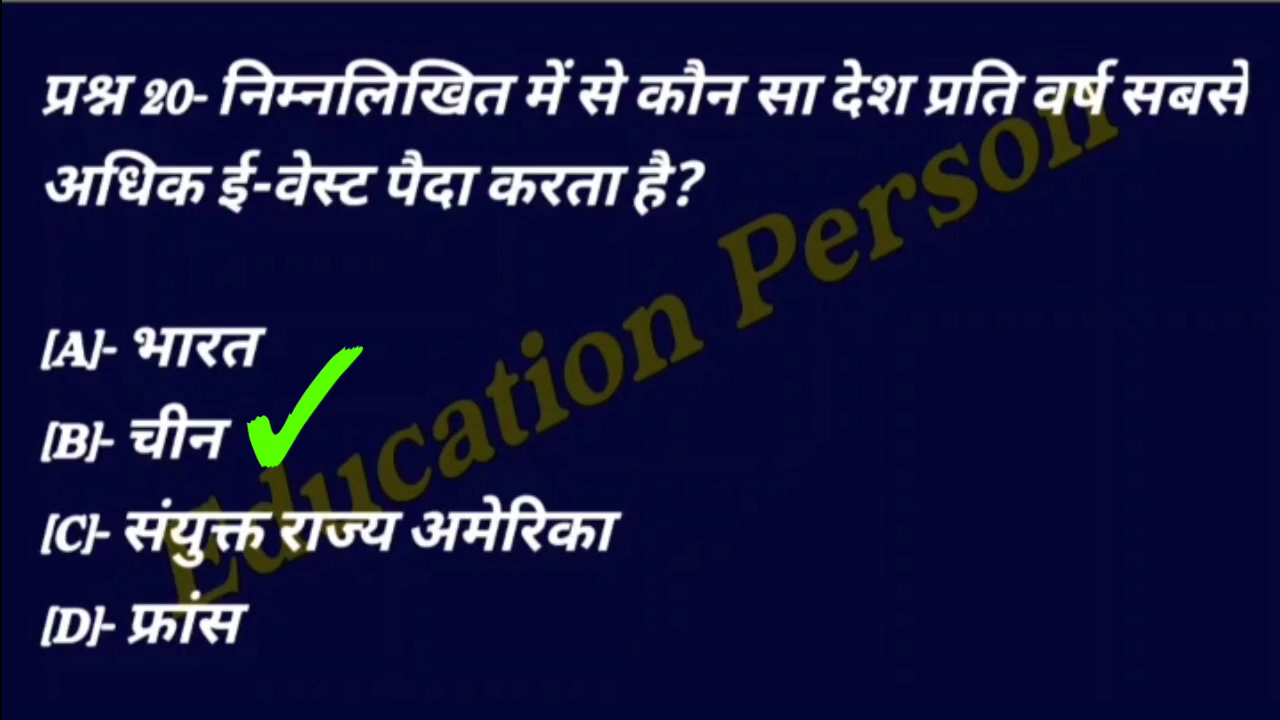 प्रश्न 20- निम्नलिखित में से कौन सा देश प्रति वर्ष सबसे
अधिक ई-वेस्ट पैदा करता है?
[A]- भारत
[B]- चीन
[C]- संयुक्त राज्य अमेरिका
[D]- फ्रांस
Education Person